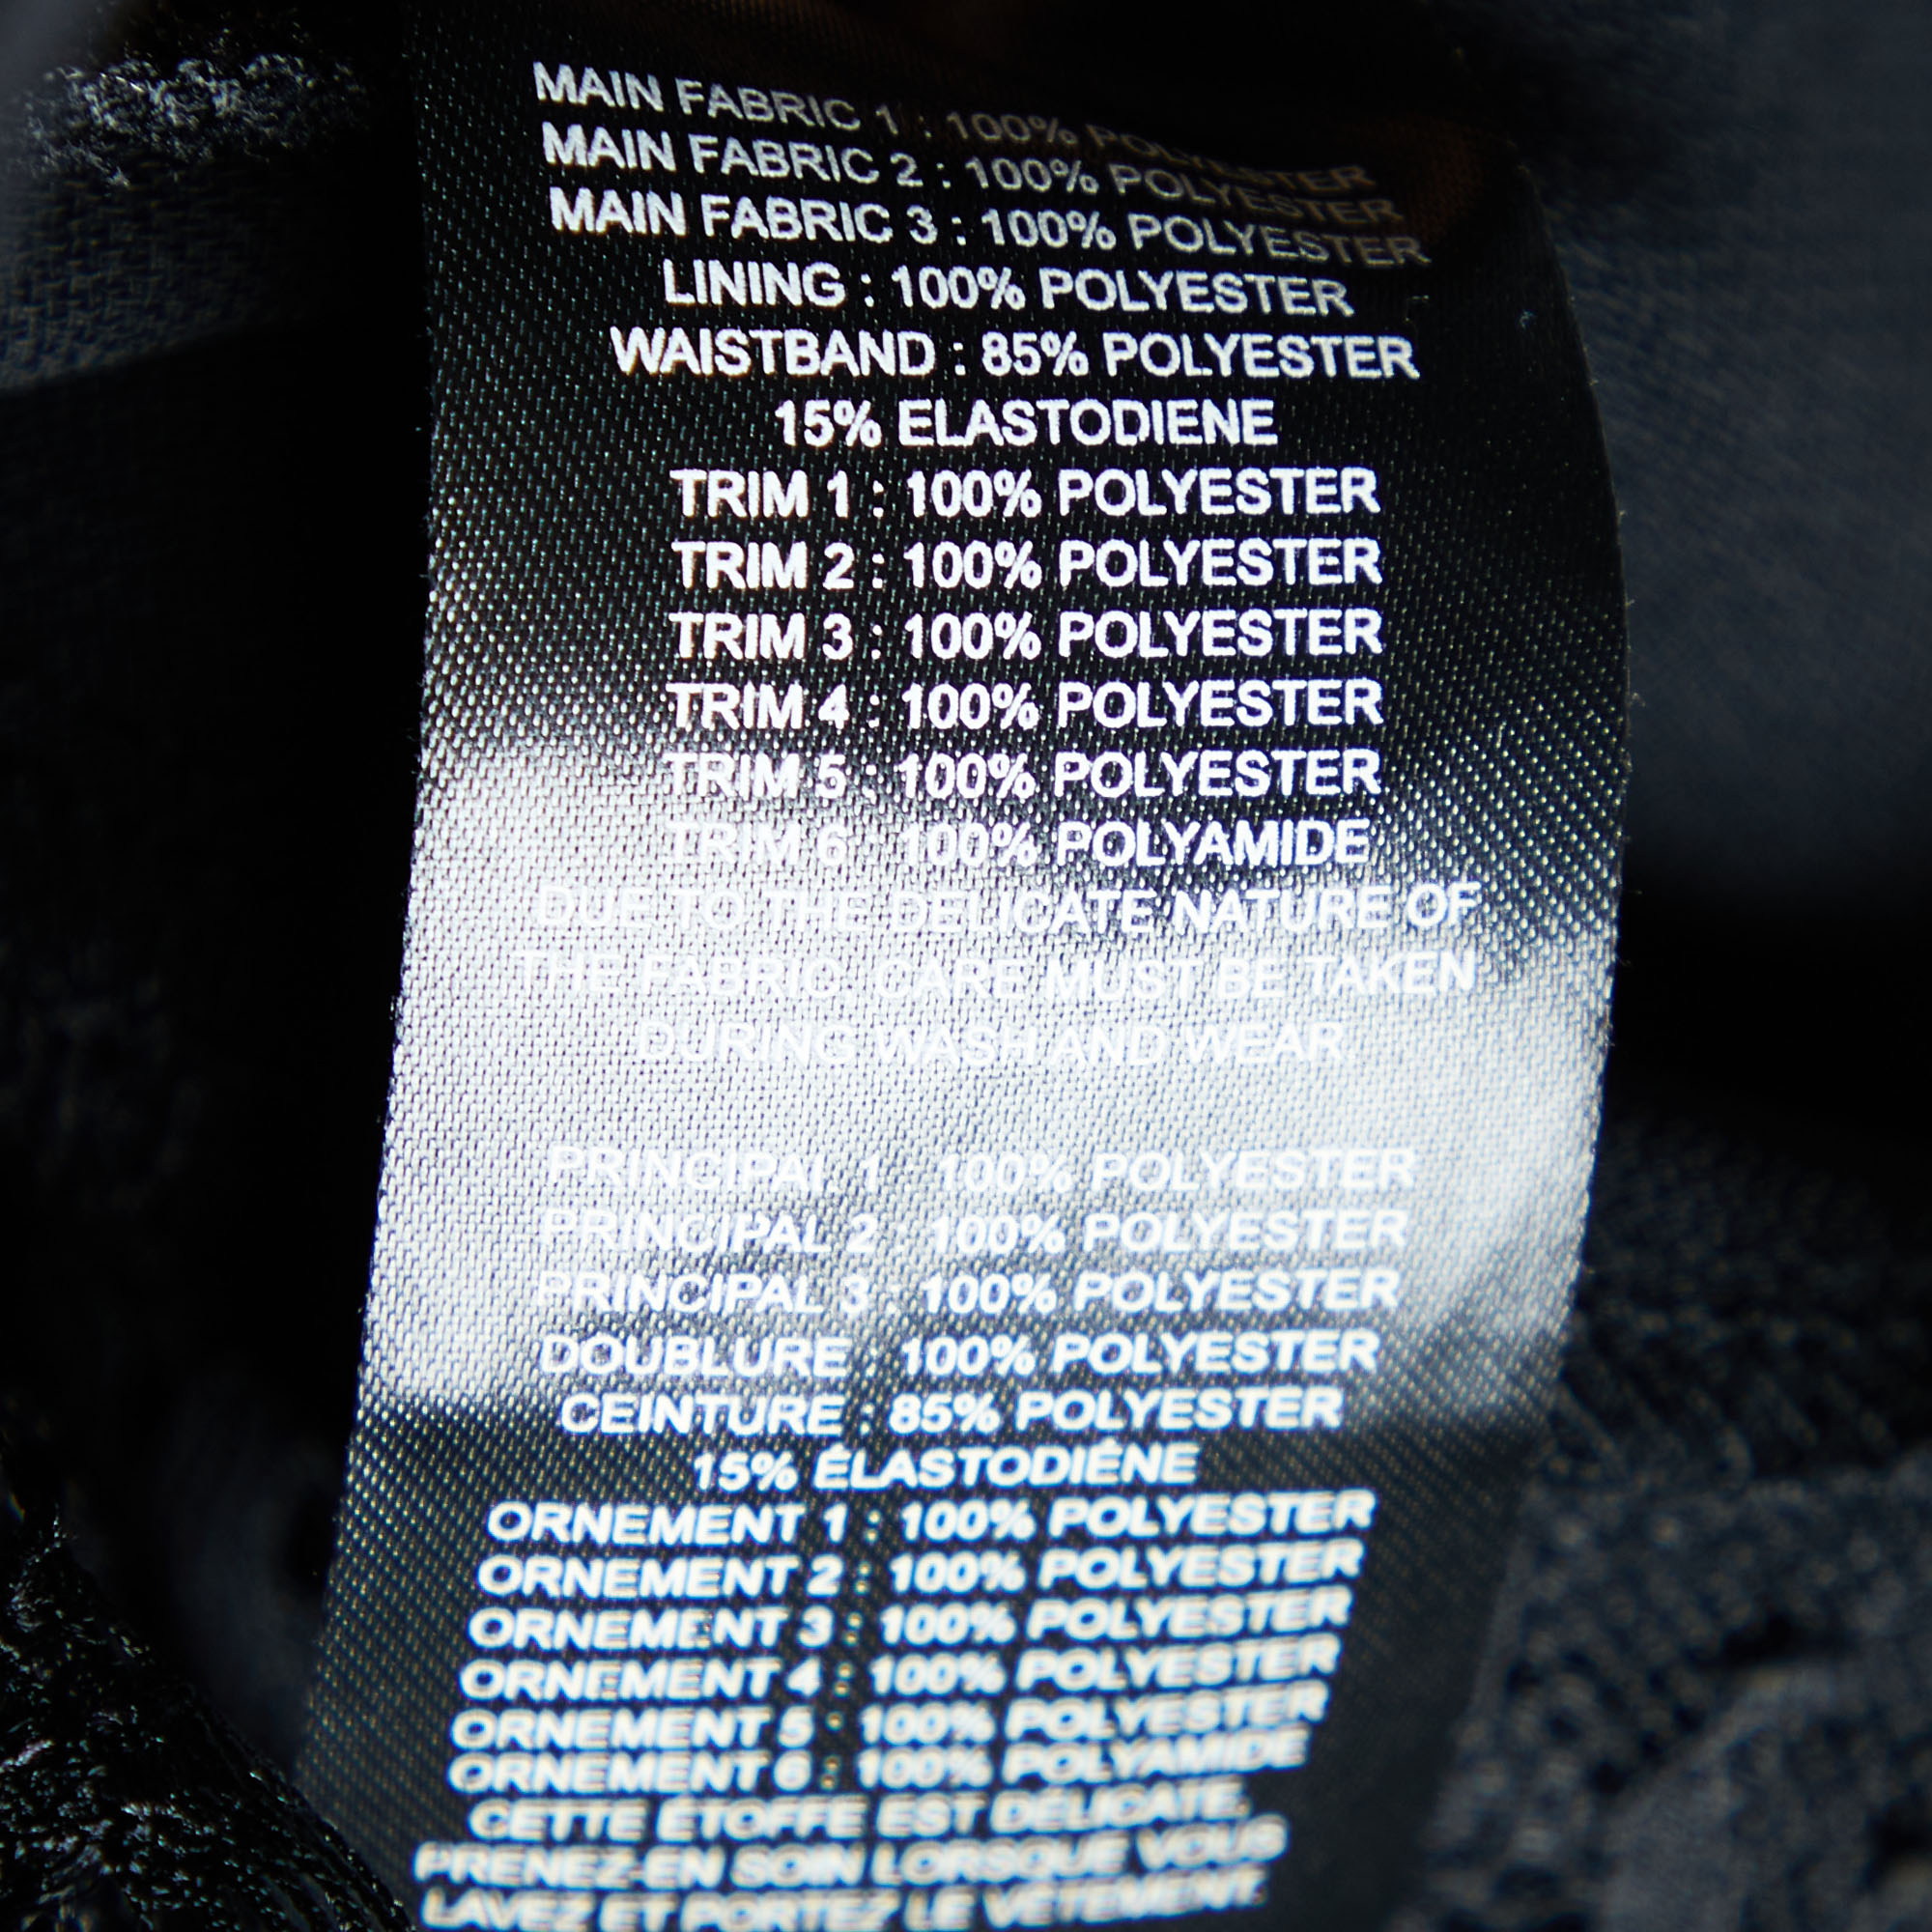 MAIN FABRIC 1 : 100% POLYESTER
MAIN FABRIC 2 : 100% POLYESTER
MAIN FABRIC 3 : 100% POLYESTER
LINING : 100% POLYESTER
WAISTBAND : 85% POLYESTER
15% ELASTODIENE
TRIM 1 : 100% POLYESTER
TRIM 2 : 100% POLYESTER
TRIM 3 : 100% POLYESTER
TRIM 4 : 100% POLYESTER
TRIM 5 : 100% POLYESTER
TRIM 6 : 100% POLYAMIDE
DUE TO THE DELICATE NATURE OF
THE FABRIC, CARE MUST BE TAKEN
DURING WASH AND WEAR.
PRINCIPAL 1 : 100% POLYESTER
PRINCIPAL 2 : 100% POLYESTER
PRINCIPAL 3 : 100% POLYESTER
DOUBLURE : 100% POLYESTER
CEINTURE : 85% POLYESTER
15% ÉLASTODIÉNE
ORNEMENT 1 : 100% POLYESTER
ORNEMENT 2 : 100% POLYESTER
ORNEMENT 3 : 100% POLYESTER
ORNEMENT 4 : 100% POLYESTER
ORNEMENT 5 : 100% POLYESTER
ORNEMENT 6 : 100% POLYAMIDE
CETTE ÉTOFFE EST DÉLICATE,
PRENEZ-EN SOIN LORSQUE VOUS
LAVEZ ET PORTEZ LE VÊTEMENT.